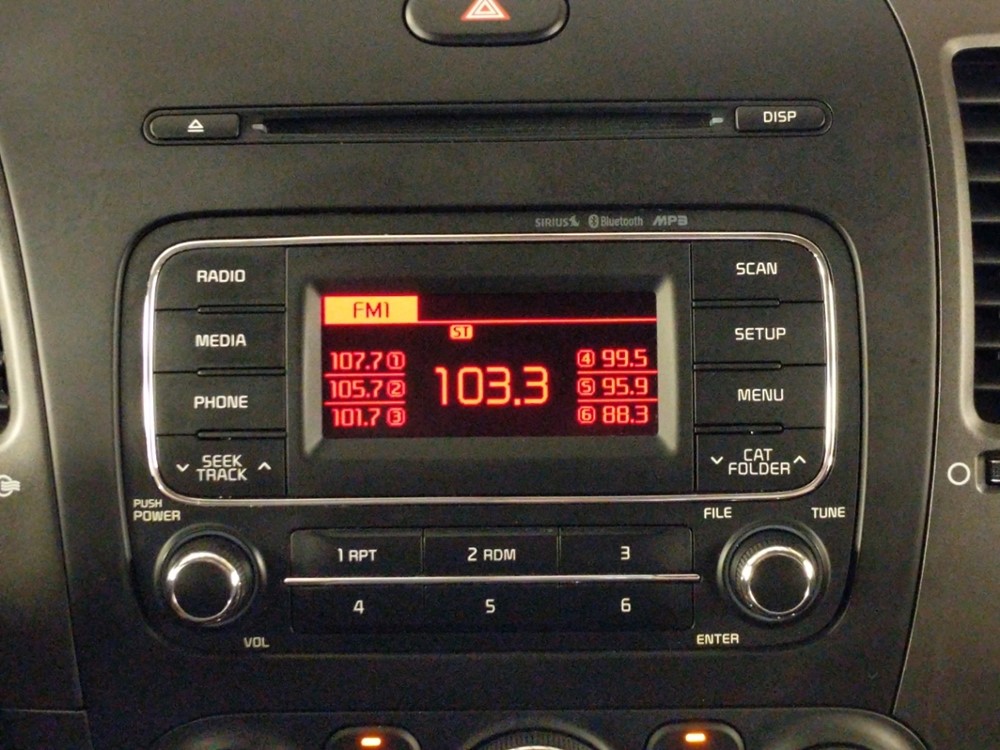 DISP
SIRIUS Bluetooth MP3
RADIO
MEDIA
PHONE
SEEK
TRACK
FM1
ST
107.7 1
105.7 2
101.7 3
103.3
4 99.5
5 95.9
6 88.3
SCAN
SETUP
MENU
CAT
FOLDER
PUSH
POWER
VOL
1 RPT
2 RDM
3
4
5
6
FILE
TUNE
ENTER